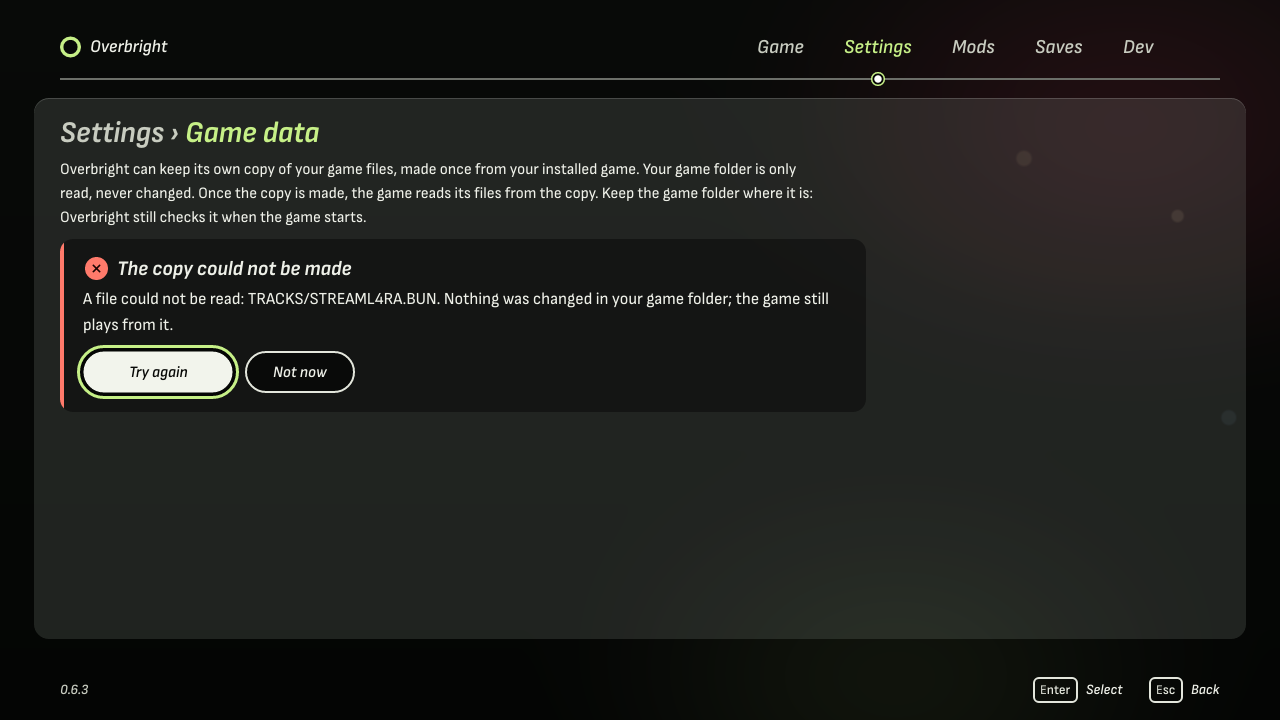 Overbright
Game
Settings
Mods
Saves
Dev
Settings › Game data
Overbright can keep its own copy of your game files, made once from your installed game. Your game folder is only
read, never changed. Once the copy is made, the game reads its files from the copy. Keep the game folder where it is:
Overbright still checks it when the game starts.
The copy could not be made
A file could not be read: TRACKS/STREAML4RA.BUN. Nothing was changed in your game folder; the game still
plays from it.
Try again
Not now
0.6.3
Enter Select
Esc Back